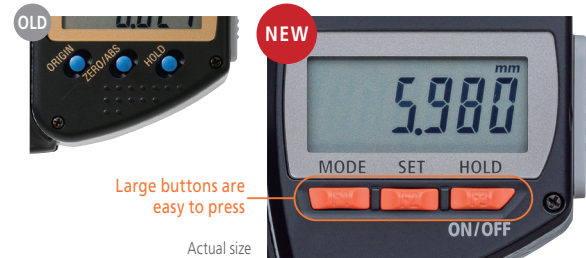 OLD
ORIGIN
ZERO/ABS
HOLD
NEW
mm
5.980
MODE SET HOLD
Large buttons are
easy to press
ON/OFF
Actual size